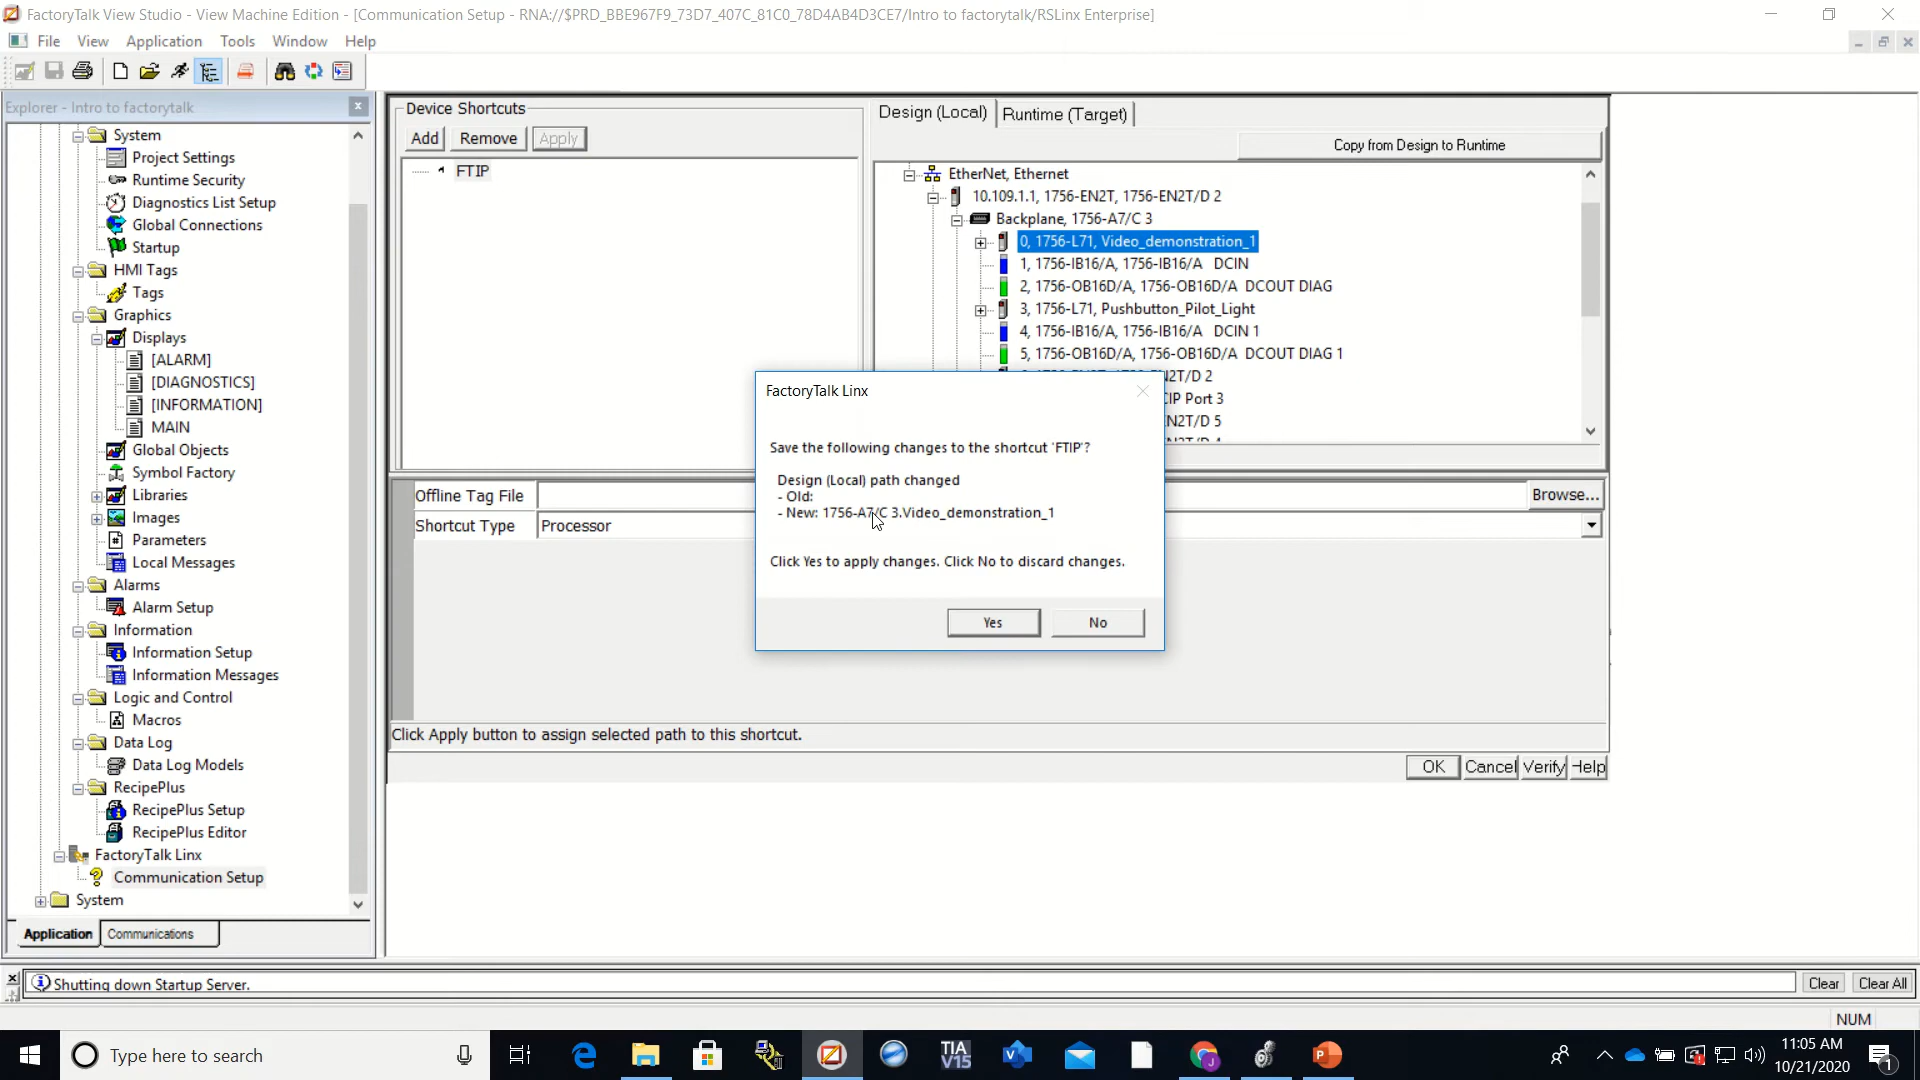 FactoryTalk View Studio - View Machine Edition - [Communication Setup - RNA://$PRD_BBE967F9_73D7_407C_81C0_78D4AB4D3CE7/Intro to factorytalk/RSLinx Enterprise]
File View Application Tools Window Help
Explorer - Intro to factorytalk
System
Project Settings
Runtime Security
Diagnostics List Setup
Global Connections
Startup
HMI Tags
Tags
Graphics
Displays
[ALARM]
[DIAGNOSTICS]
[INFORMATION]
MAIN
Global Objects
Symbol Factory
Libraries
Images
Parameters
Local Messages
Alarms
Alarm Setup
Information
Information Setup
Information Messages
Logic and Control
Macros
Data Log
Data Log Models
RecipePlus
RecipePlus Setup
RecipePlus Editor
FactoryTalk Linx
Communication Setup
System
Application Communications
Device Shortcuts
Add Remove Apply
FTIP
Design (Local) Runtime (Target)
Copy from Design to Runtime
EtherNet, Ethernet
10.109.1.1, 1756-EN2T, 1756-EN2T/D 2
Backplane, 1756-A7/C 3
0, 1756-L71, Video_demonstration_1
1, 1756-IB16/A, 1756-IB16/A DCIN
2, 1756-OB16D/A, 1756-OB16D/A DCOUT DIAG
3, 1756-L71, Pushbutton_Pilot_Light
4, 1756-IB16/A, 1756-IB16/A DCIN 1
5, 1756-OB16D/A, 1756-OB16D/A DCOUT DIAG 1
2T/D 2
CIP Port 3
N2T/D 5
FactoryTalk Linx
Save the following changes to the shortcut 'FTIP'?
Design (Local) path changed
- Old:
- New: 1756-A7/C 3.Video_demonstration_1
Click Yes to apply changes. Click No to discard changes.
Yes No
Offline Tag File Browse...
Shortcut Type Processor
Click Apply button to assign selected path to this shortcut.
OK Cancel Verify Help
Shutting down Startup Server. Clear Clear All
NUM
Type here to search
TIA
V15
11:05 AM
10/21/2020
1